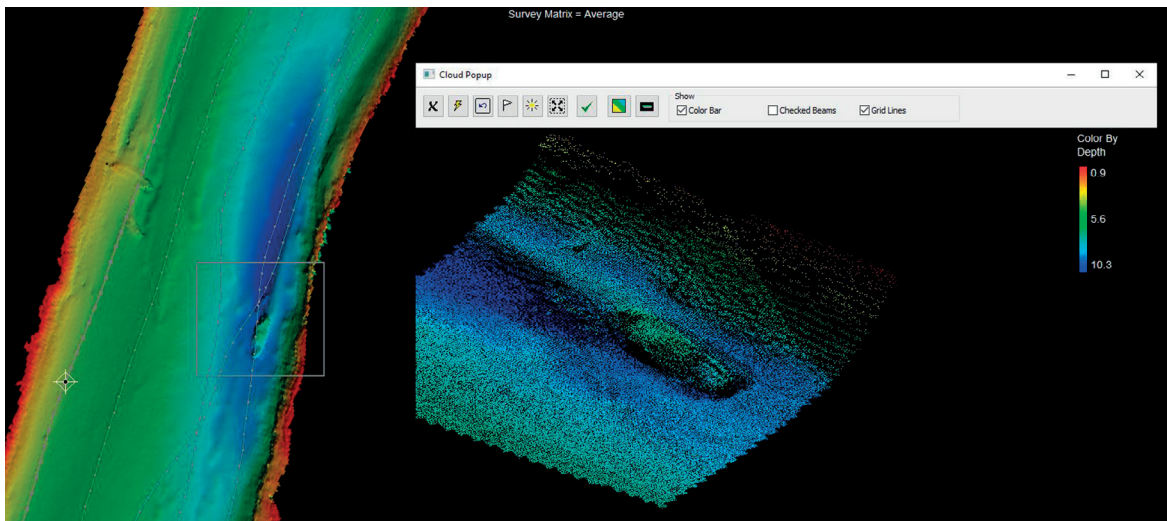 Survey Matrix = Average
Cloud Popup
Show
Color Bar
Checked Beams
Grid Lines
Color By
Depth
0.9
5.6
10.3